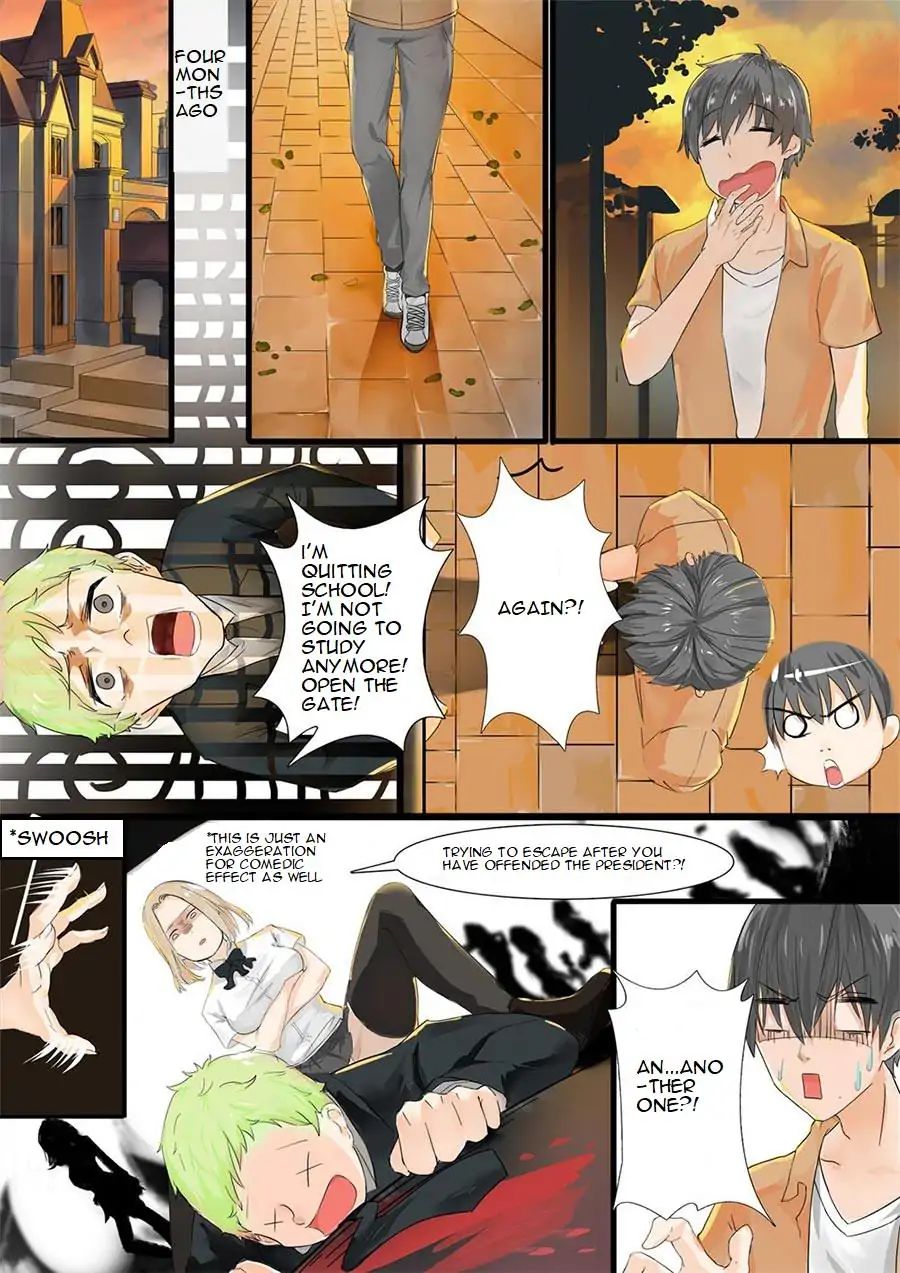 FOUR
MON
-THS
AGO
I'M
QUITTING
SCHOOL!
I'M NOT
GOING TO
STUDY
ANYMORE!
OPEN THE
GATE!
AGAIN?!
*SWOOSH
*THIS IS JUST AN
EXAGGERATION
FOR COMEDIC
EFFECT AS WELL
TRYING TO ESCAPE AFTER YOU
HAVE OFFENDED THE PRESIDENT?!
AN...ANO
-THER
ONE?!